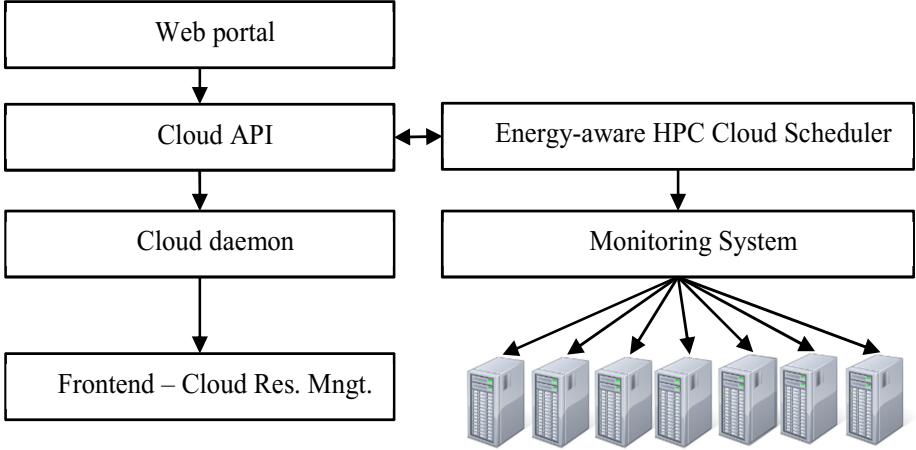 Web portal
Cloud API
Energy-aware HPC Cloud Scheduler
Cloud daemon
Monitoring System
Frontend – Cloud Res. Mngt.